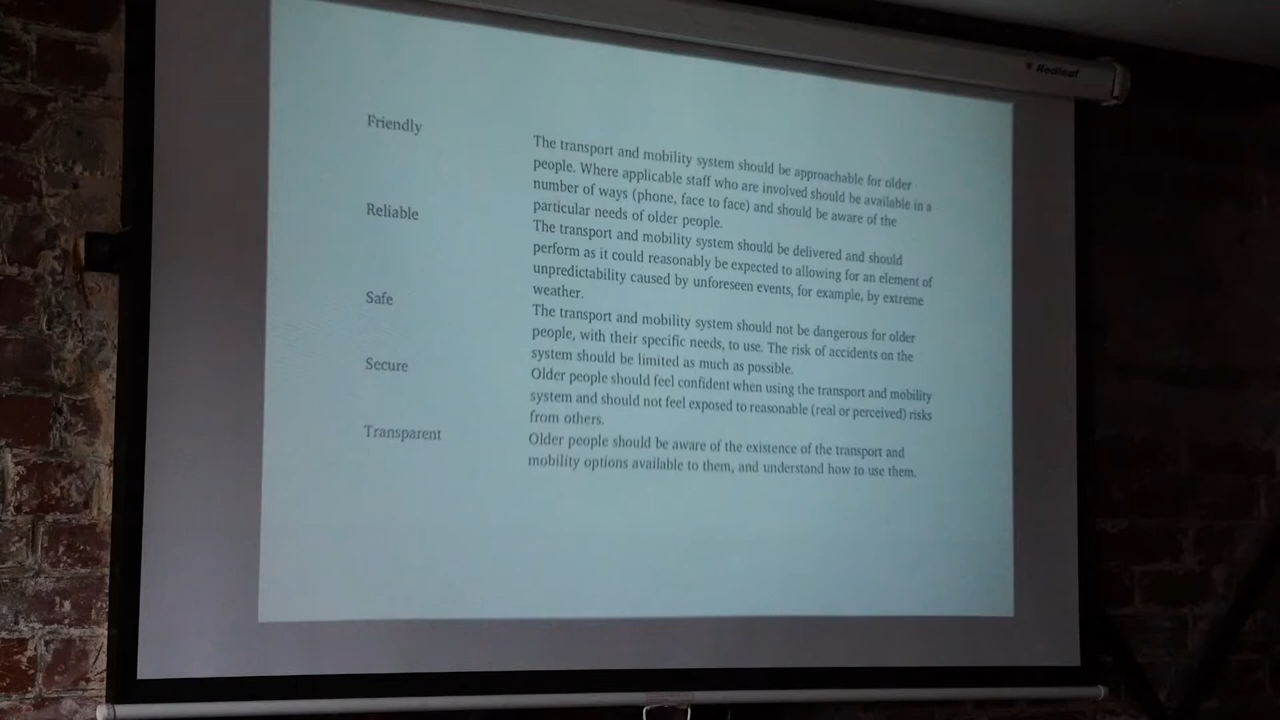 Redleaf
Friendly
The transport and mobility system should be approachable for older
people. Where applicable staff who are involved should be available in a
number of ways (phone, face to face) and should be aware of the
particular needs of older people.
Reliable
The transport and mobility system should be delivered and should
perform as it could reasonably be expected to allowing for an element of
unpredictability caused by unforeseen events, for example, by extreme
weather.
Safe
The transport and mobility system should not be dangerous for older
people, with their specific needs, to use. The risk of accidents on the
system should be limited as much as possible.
Secure
Older people should feel confident when using the transport and mobility
system and should not feel exposed to reasonable (real or perceived) risks
from others.
Transparent
Older people should be aware of the existence of the transport and
mobility options available to them, and understand how to use them.